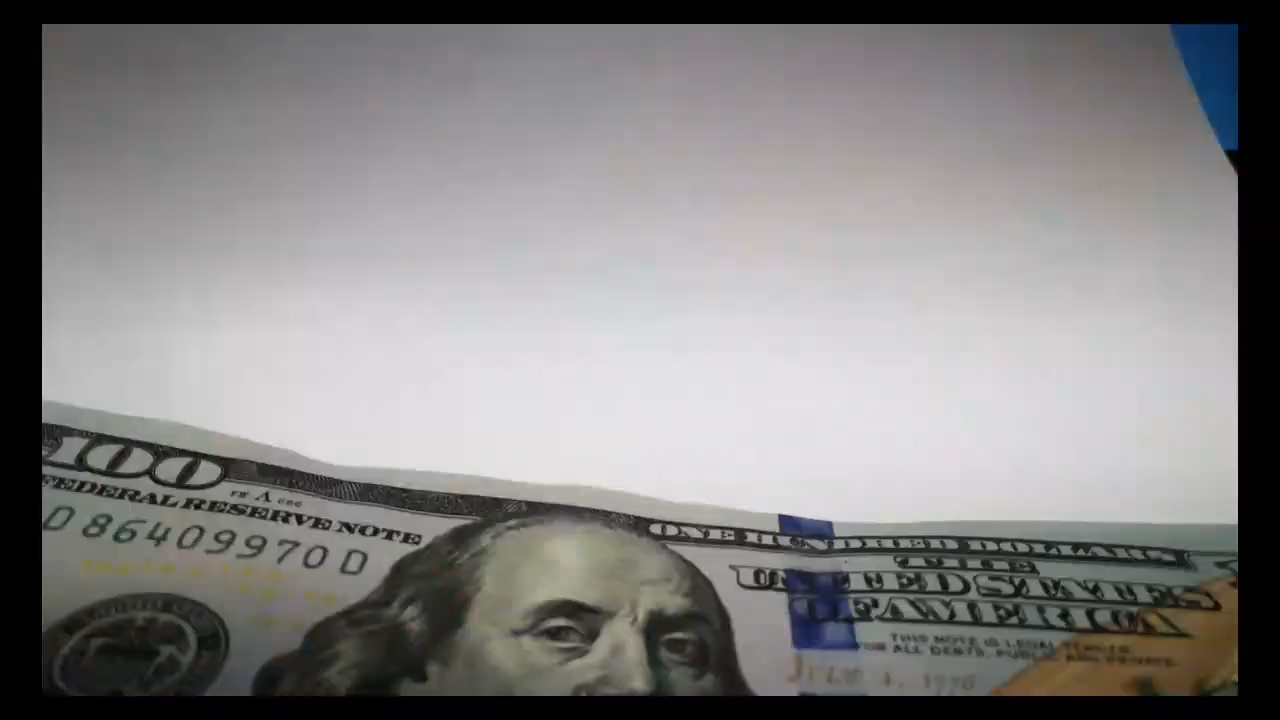 100
FEDERAL RESERVE NOTE
D 86409970 D
ONE HUNDRED DOLLARS
THE
UNITED STATES
OF AMERICA
THIS NOTE IS LEGAL TENDER
FOR ALL DEBTS, PUBLIC AND PRIVATE